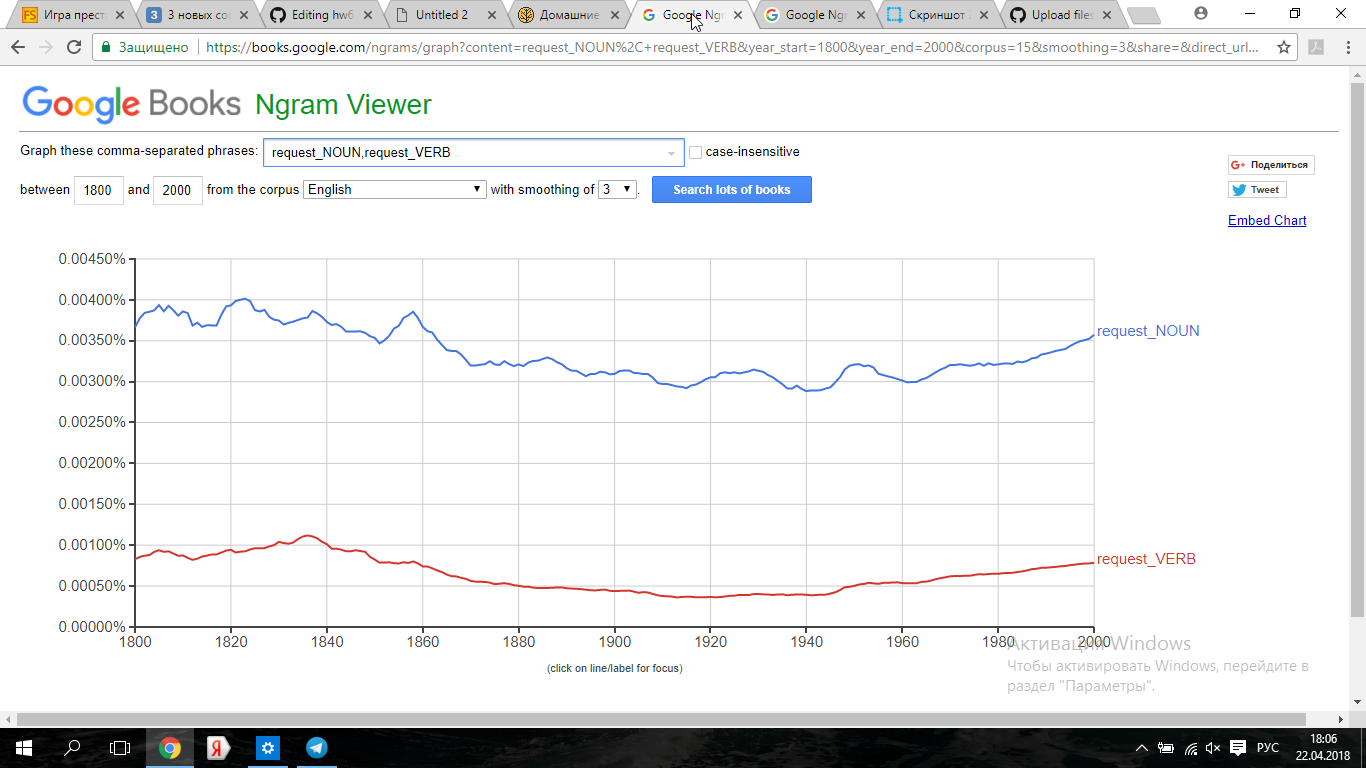 Игра прест
3 новых соо
Editing hw6
Untitled 2
Домашние
Google Ngr
Google Ngr
Скриншот
Upload files
Защищено
https://books.google.com/ngrams/graph?content=request_NOUN%2C+request_VERB&year_start=1800&year_end=2000&corpus=15&smoothing=3&share=&direct_url...
Google Books Ngram Viewer
Graph these comma-separated phrases: request_NOUN,request_VERB case-insensitive
between 1800 and 2000 from the corpus English with smoothing of 3 . Search lots of books
G+ Поделиться
Tweet
Embed Chart
0.00450%
0.00400%
0.00350%
0.00300%
0.00250%
0.00200%
0.00150%
0.00100%
0.00050%
0.00000%
request_NOUN
request_VERB
1800 1820 1840 1860 1880 1900 1920 1940 1960 1980 2000
(click on line/label for focus)
Активация Windows
Чтобы активировать Windows, перейдите в
раздел "Параметры".
РУС
18:06
22.04.2018